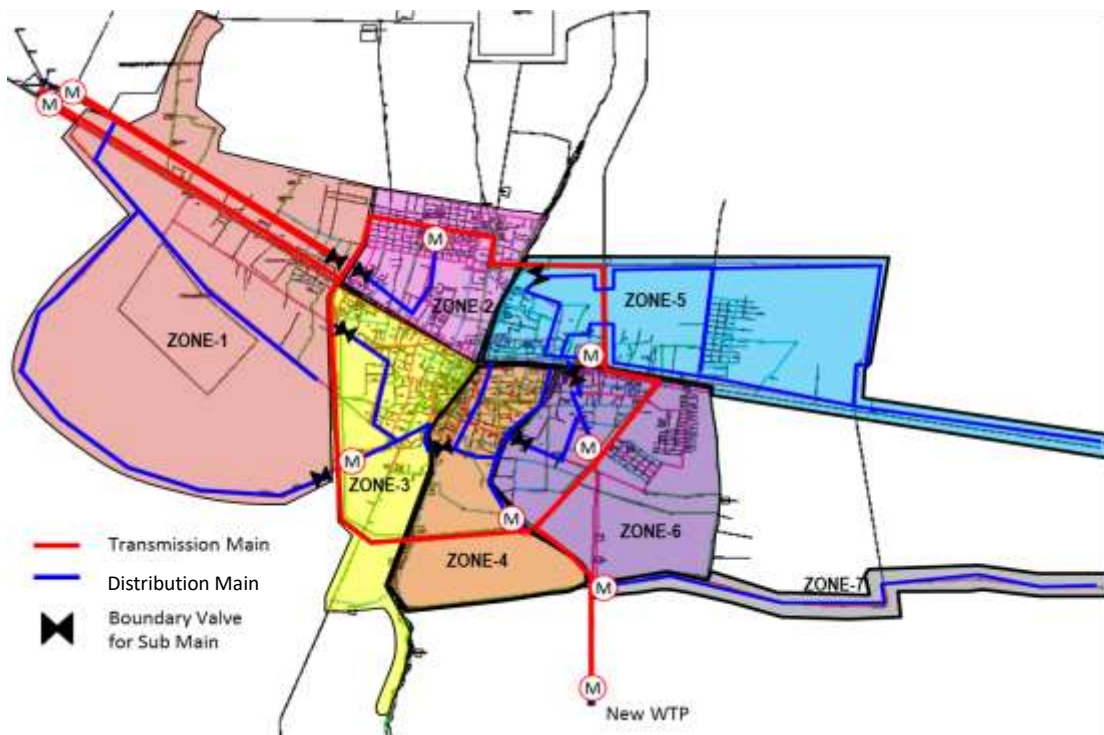 M
M
M
ZONE-2
ZONE-5
ZONE-1
M
M
M
ZONE-3
M
ZONE-6
ZONE-4
Transmission Main
Distribution Main
Boundary Valve
for Sub Main
M
ZONE-7
M
New WTP